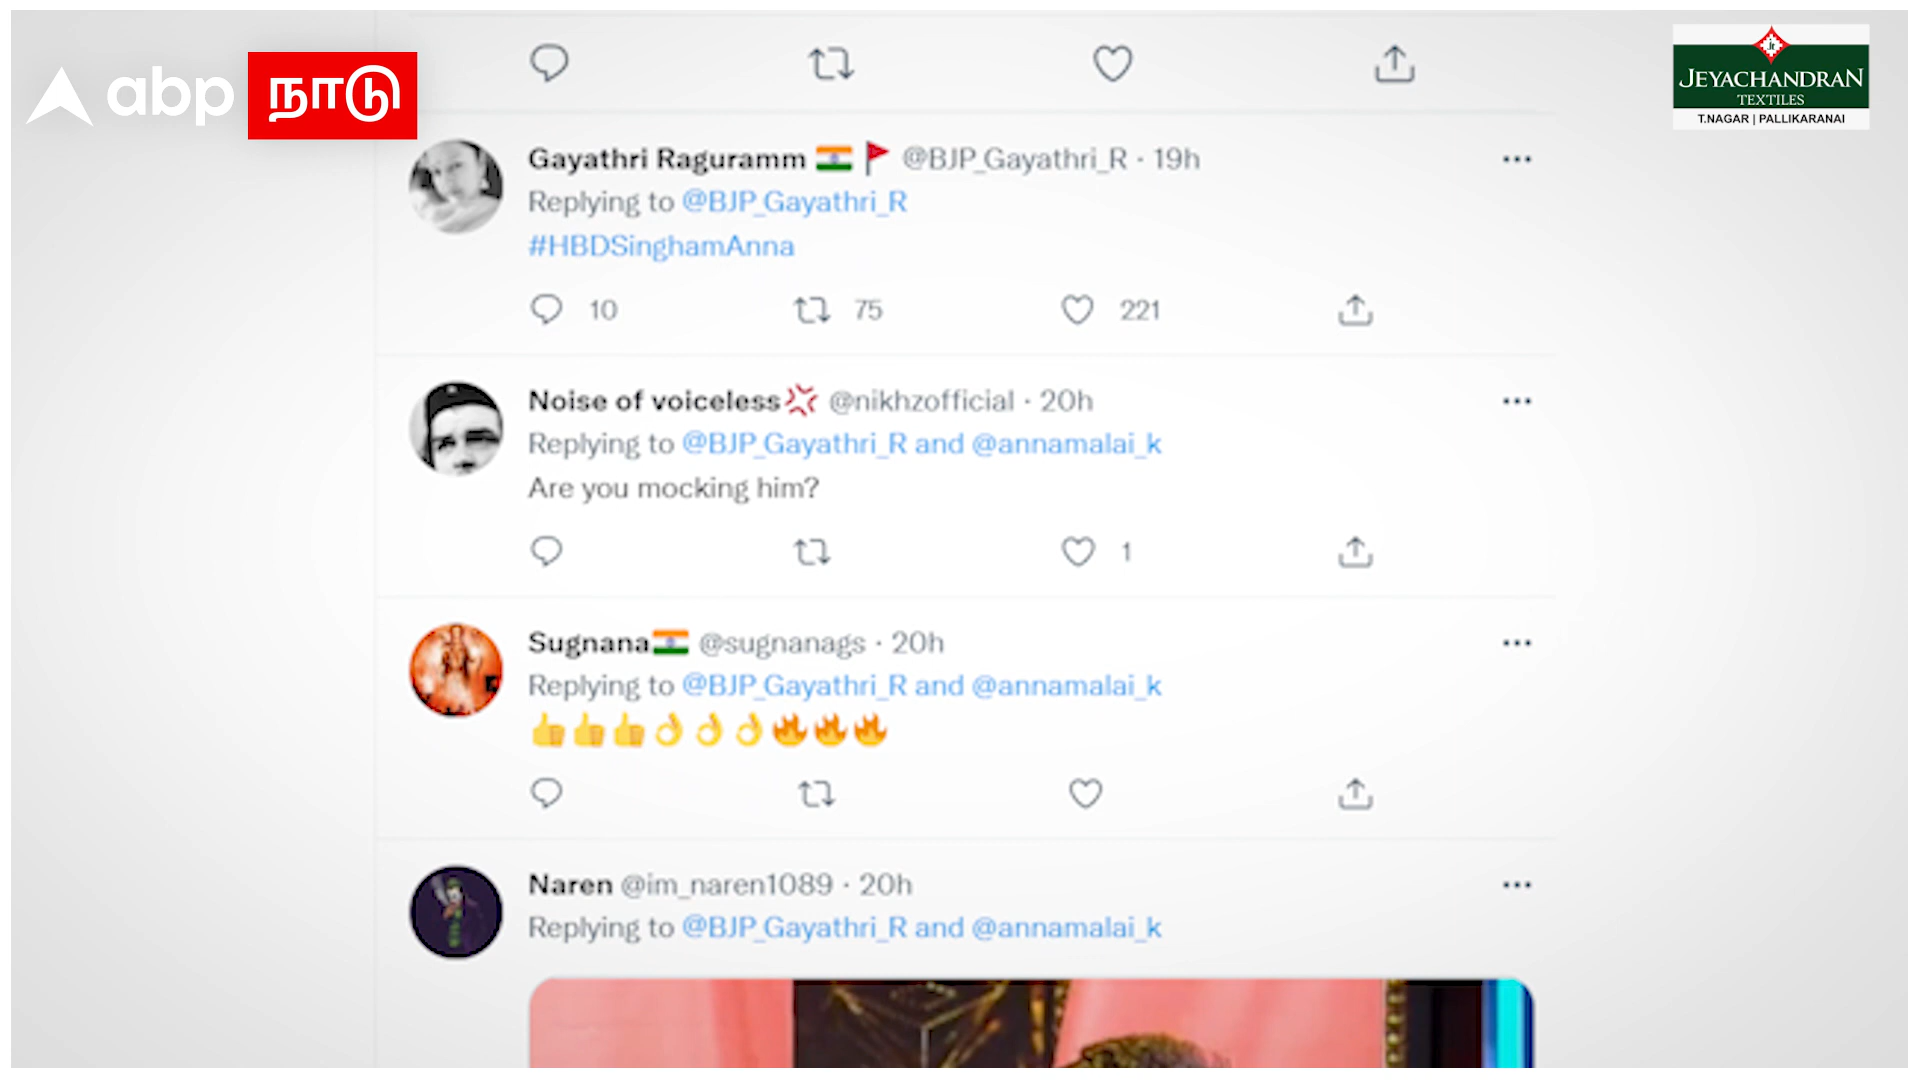 abp நாடு
JEYACHANDRAN
TEXTILES
T.NAGAR | PALLIKARANAI
Gayathri Raguramm 🇮🇳 🚩 @BJP_Gayathri_R · 19h
Replying to @BJP_Gayathri_R
#HBDSinghamAnna
10 75 221
Noise of voiceless💢 @nikhzofficial · 20h
Replying to @BJP_Gayathri_R and @annamalai_k
Are you mocking him?
1
Sugnana🇮🇳 @sugnanags · 20h
Replying to @BJP_Gayathri_R and @annamalai_k
👍👍👍👌👌👌🔥🔥🔥
Naren @im_naren1089 · 20h
Replying to @BJP_Gayathri_R and @annamalai_k